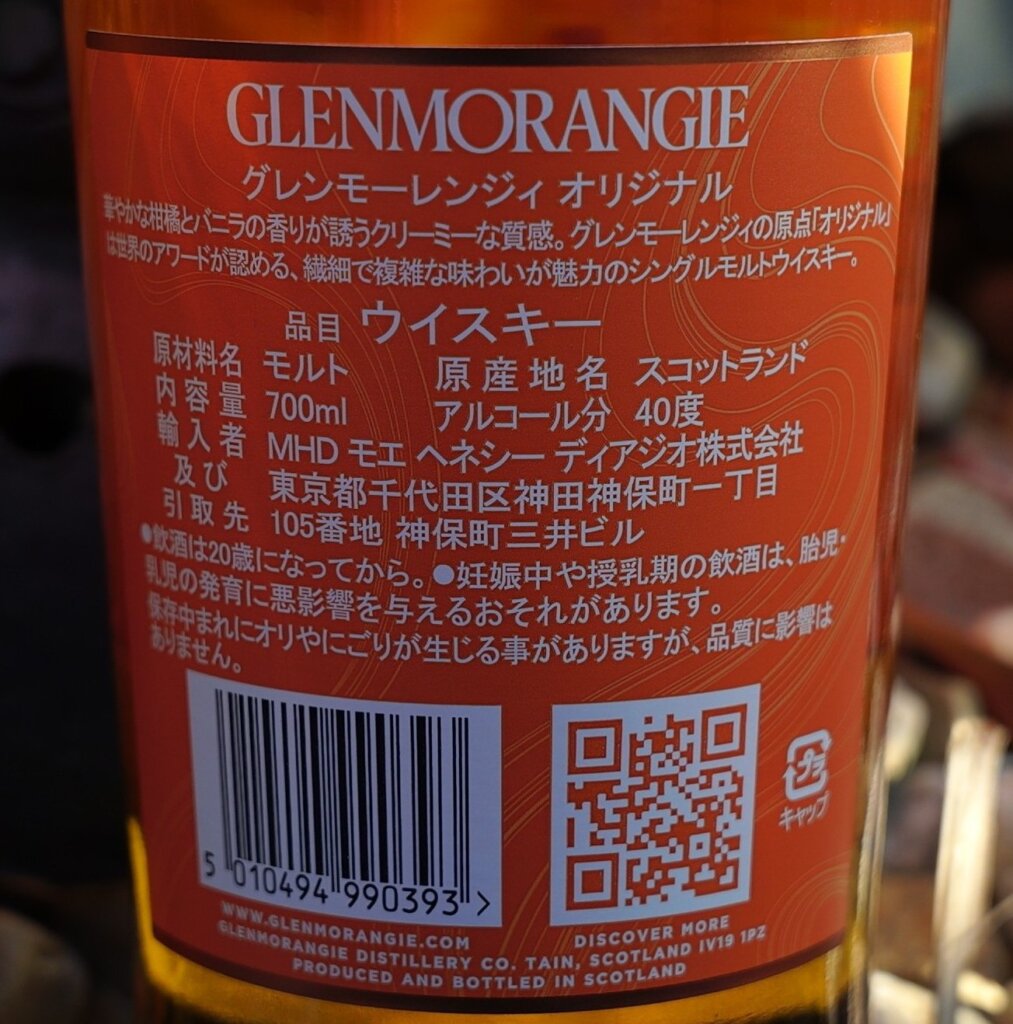 GLENMORANGIE
グレンモーレンジィ オリジナル
華やかな柑橘とバニラの香りが誘うクリーミーな質感。グレンモーレンジィの原点「オリジナル」
は世界のアワードが認める、繊細で複雑な味わいが魅力のシングルモルトウイスキー。
品目 ウイスキー
原材料名 モルト 原産地名 スコットランド
内容量 700ml アルコール分 40度
輸入者 MHD モエ ヘネシー ディアジオ株式会社
及び 東京都千代田区神田神保町一丁目
引取先 105番地 神保町三井ビル
●飲酒は20歳になってから。●妊娠中や授乳期の飲酒は、胎児・
乳児の発育に悪影響を与えるおそれがあります。
保存中まれにオリやにごりが生じる事がありますが、品質に影響は
ありません。
プラ
キャップ
5 010494 990393 >
WWW.GLENMORANGIE.COM
DISCOVER MORE
GLENMORANGIE DISTILLERY CO. TAIN, SCOTLAND IV19 1PZ
PRODUCED AND BOTTLED IN SCOTLAND